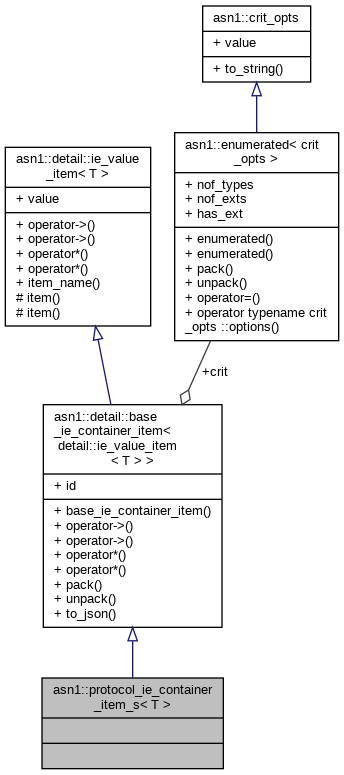 asn1::crit_opts
+ value
+ to_string()
asn1::detail::ie_value
_item< T >
+ value
+ operator->()
+ operator->()
+ operator*()
+ operator*()
+ item_name()
# item()
# item()
asn1::enumerated< crit
_opts >
+ nof_types
+ nof_exts
+ has_ext
+ enumerated()
+ enumerated()
+ pack()
+ unpack()
+ operator=()
+ operator typename crit
_opts ::options()
+crit
asn1::detail::base
_ie_container_item<
detail::ie_value_item
< T > >
+ id
+ base_ie_container_item()
+ operator->()
+ operator->()
+ operator*()
+ operator*()
+ pack()
+ unpack()
+ to_json()
asn1::protocol_ie_container
_item_s< T >